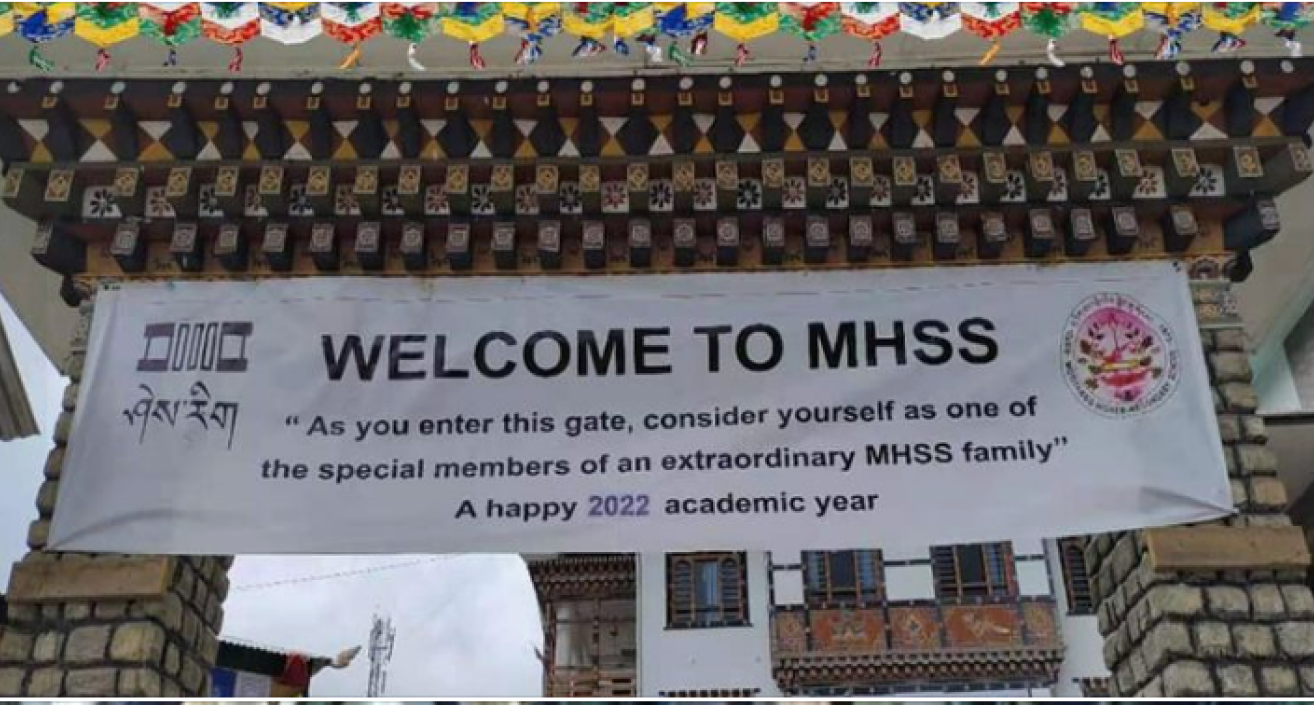 WELCOME TO MHSS
ཤེས་རིག
“ As you enter this gate, consider yourself as one of
the special members of an extraordinary MHSS family”
A happy 2022 academic year